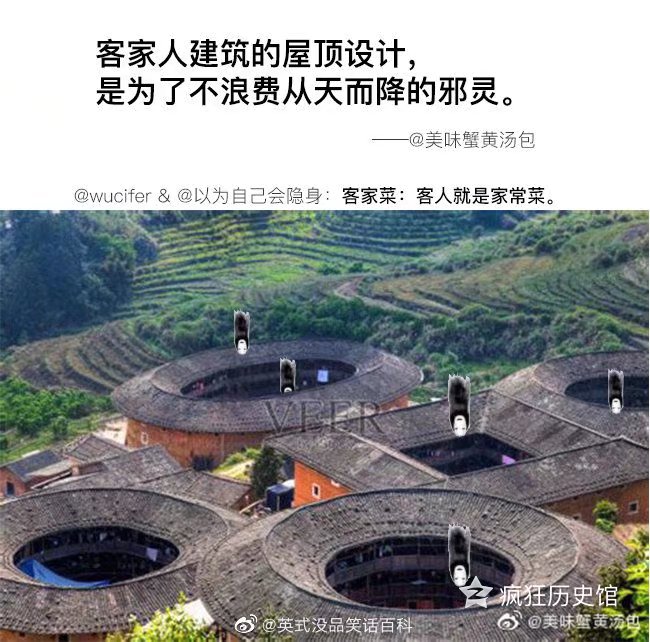 客家人建筑的屋顶设计,
是为了不浪费从天而降的邪灵。
——@美味蟹黄汤包
@wucifer & @以为自己会隐身: 客家菜: 客人就是家常菜。
VEER
疯狂历史馆
@英式没品笑话百科
@美味蟹黄汤包